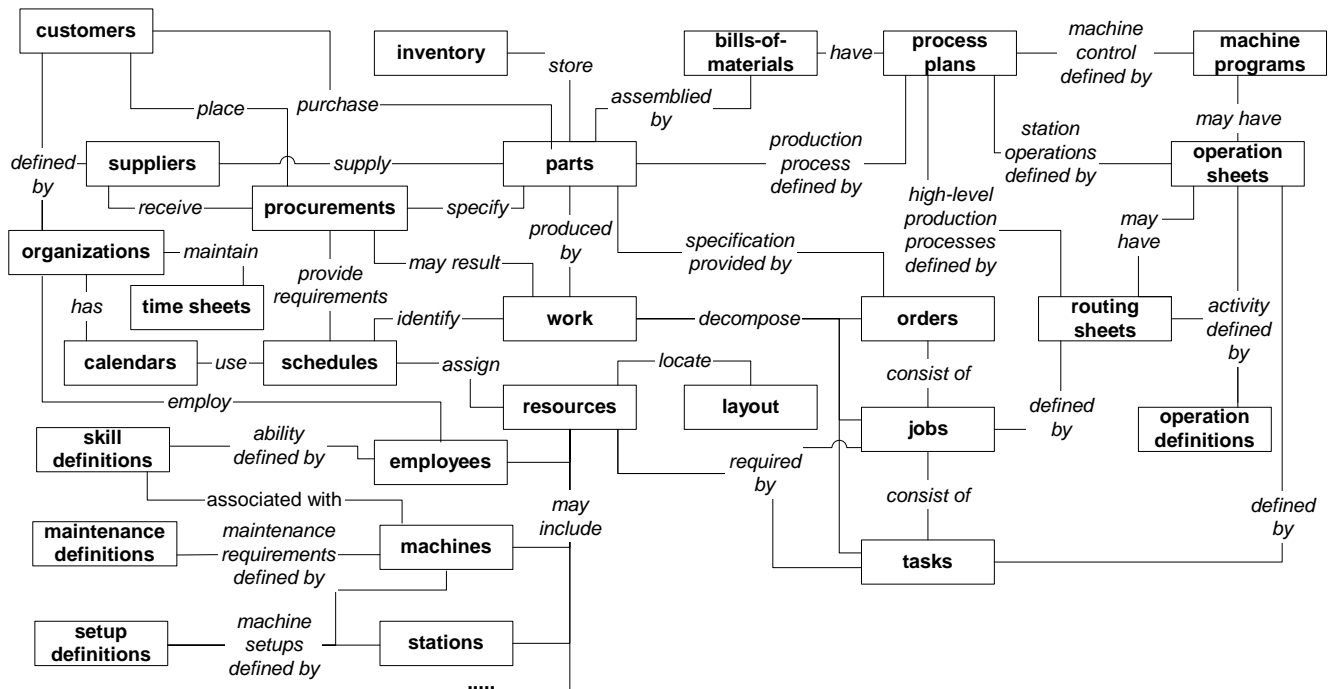 customers
inventory
store
bills-of-
materials
have
process
plans
machine
control
defined by
machine
programs
place
purchase
assemblied
by
may have
defined
by
suppliers
supply
parts
production
process
defined by
station
operations
defined by
operation
sheets
receive
procurements
specify
high-level
production
processes
defined by
may
have
organizations
maintain
produced
by
specification
provided by
has
time sheets
provide
requirements
may result
calendars
use
schedules
identify
work
decompose
orders
routing
sheets
activity
defined
by
assign
locate
consist of
employ
resources
layout
jobs
defined
by
operation
definitions
skill
definitions
ability
defined by
employees
required
by
associated with
may
include
consist of
defined
by
maintenance
definitions
maintenance
requirements
defined by
machines
tasks
setup
definitions
machine
setups
defined by
stations
.....